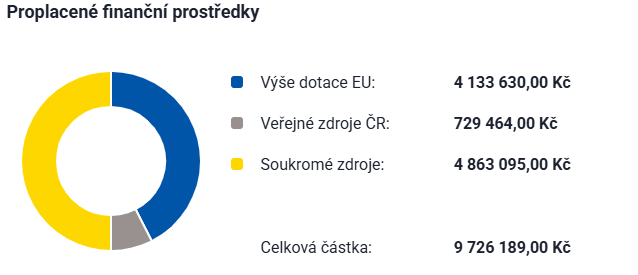 Proplacené finanční prostředky
Výše dotace EU: 4 133 630,00 Kč
Veřejné zdroje ČR: 729 464,00 Kč
Soukromé zdroje: 4 863 095,00 Kč
Celková částka: 9 726 189,00 Kč